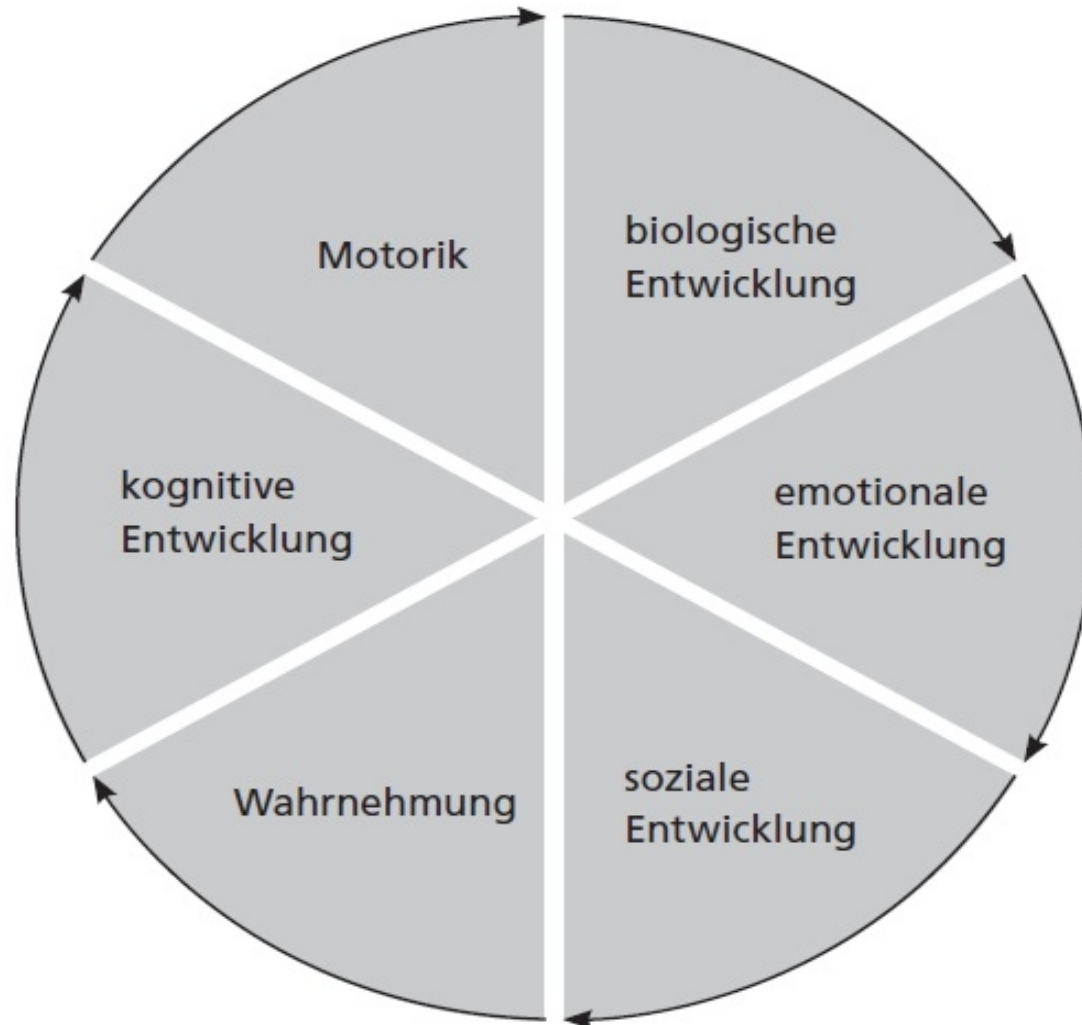 Motorik
biologische
Entwicklung
kognitive
Entwicklung
emotionale
Entwicklung
Wahrnehmung
soziale
Entwicklung